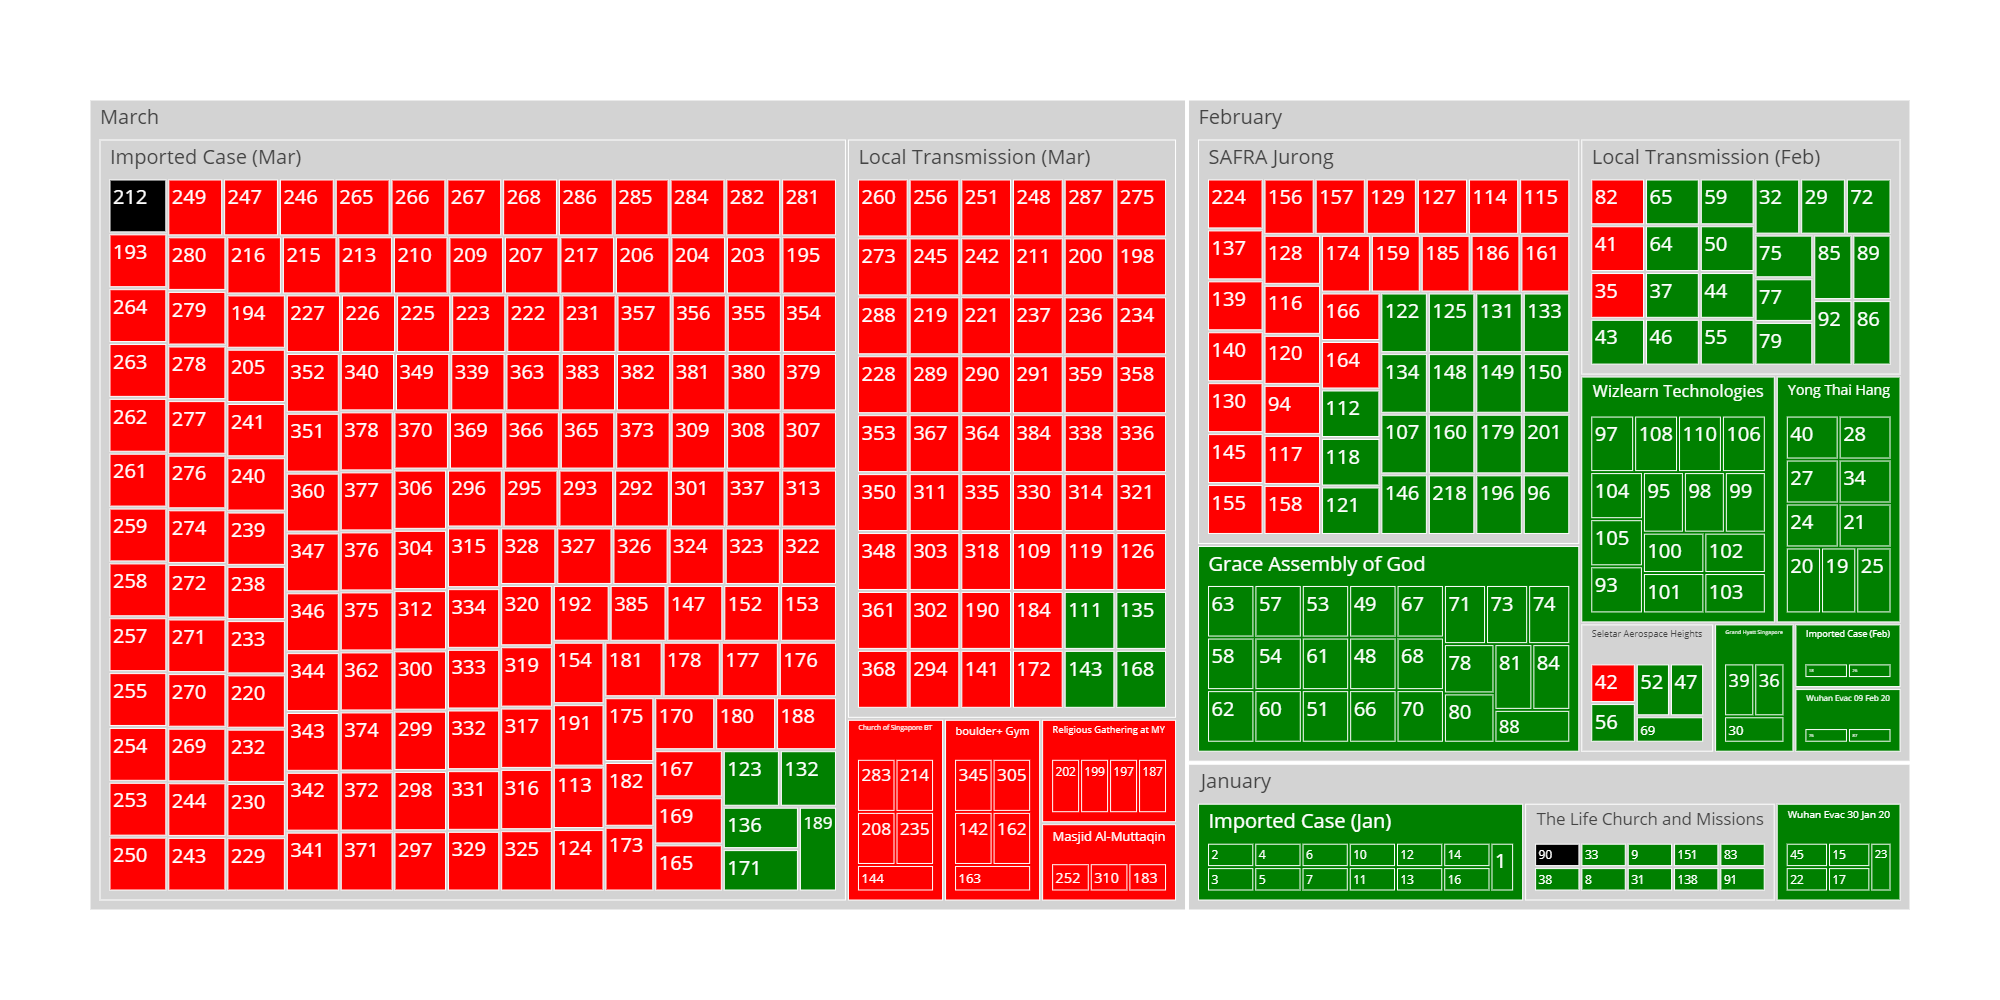 March
Imported Case (Mar)
212 249 247 246 265 266 267 268 286 285 284 282 281
193 280 216 215 213 210 209 207 217 206 204 203 195
264 279 194 227 226 225 223 222 231 357 356 355 354
263 278 205 352 340 349 339 363 383 382 381 380 379
262 277 241 351 378 370 369 366 365 373 309 308 307
261 276 240 360 377 306 296 295 293 292 301 337 313
259 274 239 347 376 304 315 328 327 326 324 323 322
258 272 238 346 375 312 334 320 192 385 147 152 153
257 271 233 344 362 300 333 319 154 181 178 177 176
255 270 220 343 374 299 332 317 191 175 170 180 188
254 269 232 342 372 298 331 316 113 182 167 123 132
253 244 230 341 371 297 329 325 124 173 169 136 189
250 243 229 165 171
Local Transmission (Mar)
260 256 251 248 287 275
273 245 242 211 200 198
288 219 221 237 236 234
228 289 290 291 359 358
353 367 364 384 338 336
350 311 335 330 314 321
348 303 318 109 119 126
361 302 190 184 111 135
368 294 141 172 143 168
Church of Singapore BT
283 214
208 235
144
boulder+ Gym
345 305
142 162
163
Religious Gathering at MY
202 199 197 187
Masjid Al-Muttaqin
252 310 183
February
SAFRA Jurong
224 156 157 129 127 114 115
137 128 174 159 185 186 161
139 116 166 122 125 131 133
140 120 164 134 148 149 150
130 94 112 107 160 179 201
145 117 118 146 218 196 96
155 158 121
Local Transmission (Feb)
82 65 59 32 29 72
41 64 50 75 85 89
35 37 44 77 92 86
43 46 55 79
Grace Assembly of God
63 57 53 49 67 71 73 74
58 54 61 48 68 78 81 84
62 60 51 66 70 80 88
Wizlearn Technologies
97 108 110 106
104 95 98 99
105 100 102
93 101 103
Yong Thai Hang
40 28
27 34
24 21
20 19 25
Seletar Aerospace Heights
42 52 47
56 69
Grand Hyatt Singapore
39 36
30
Imported Case (Feb)
Wuhan Evac 09 Feb 20
January
Imported Case (Jan)
2 4 6 10 12 14 1
3 5 7 11 13 16
The Life Church and Missions
90 33 9 151 83
38 8 31 138 91
Wuhan Evac 30 Jan 20
45 15 23
22 17